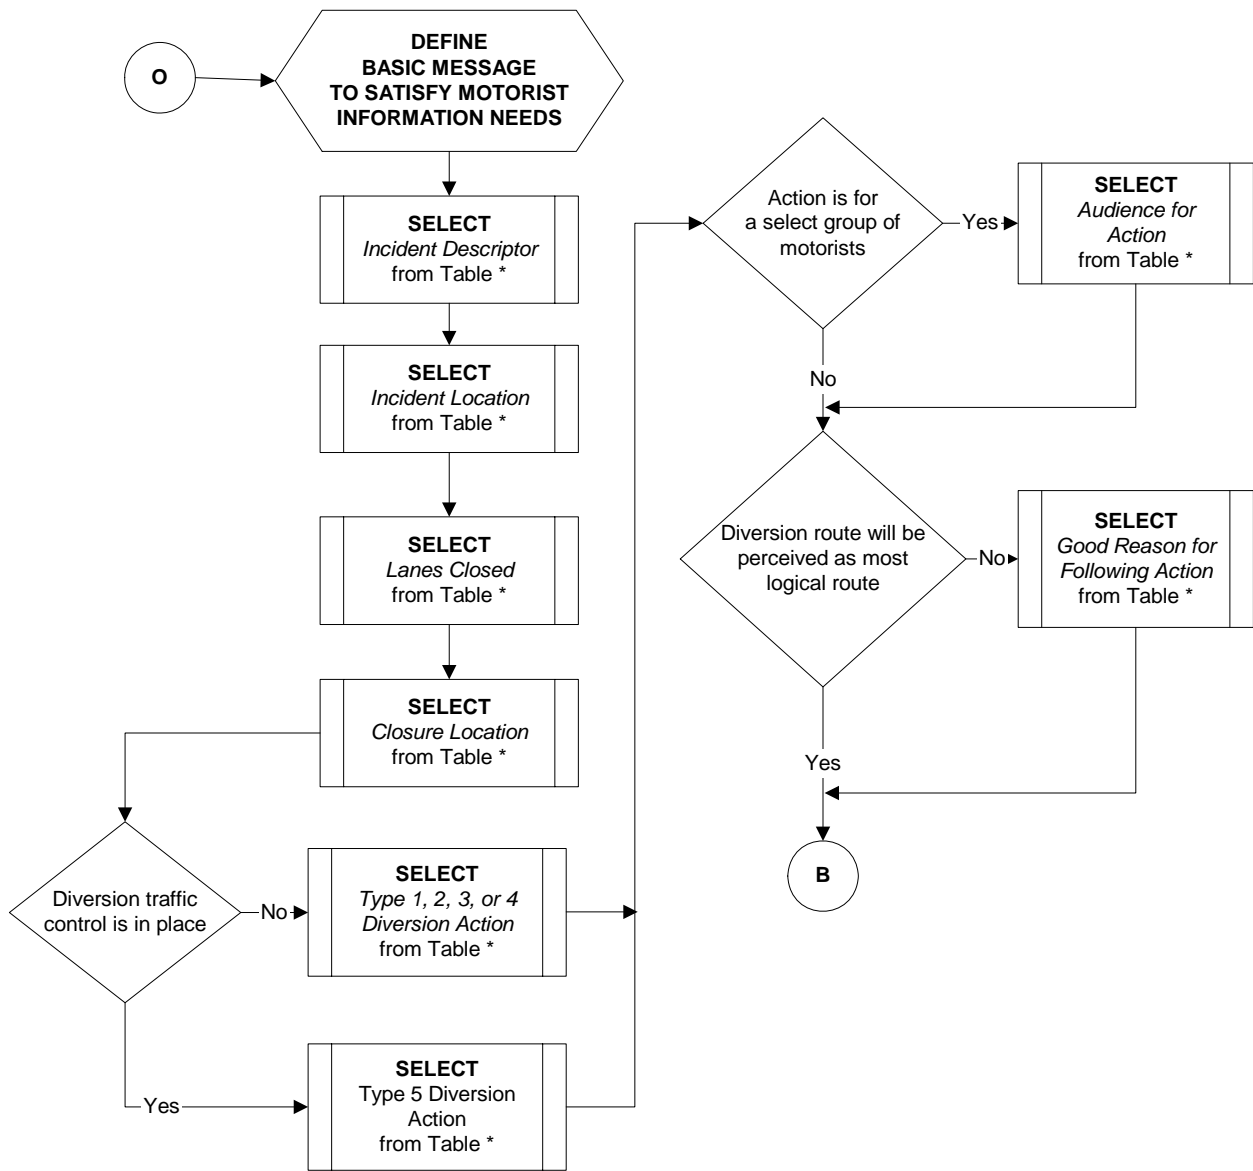 O
DEFINE
BASIC MESSAGE
TO SATISFY MOTORIST
INFORMATION NEEDS
SELECT
Incident Descriptor
from Table *
SELECT
Incident Location
from Table *
SELECT
Lanes Closed
from Table *
SELECT
Closure Location
from Table *
Diversion traffic
control is in place
No
SELECT
Type 1, 2, 3, or 4
Diversion Action
from Table *
Yes
SELECT
Type 5 Diversion
Action
from Table *
Action is for
a select group of
motorists
Yes
SELECT
Audience for
Action
from Table *
No
Diversion route will be
perceived as most
logical route
No
SELECT
Good Reason for
Following Action
from Table *
Yes
B